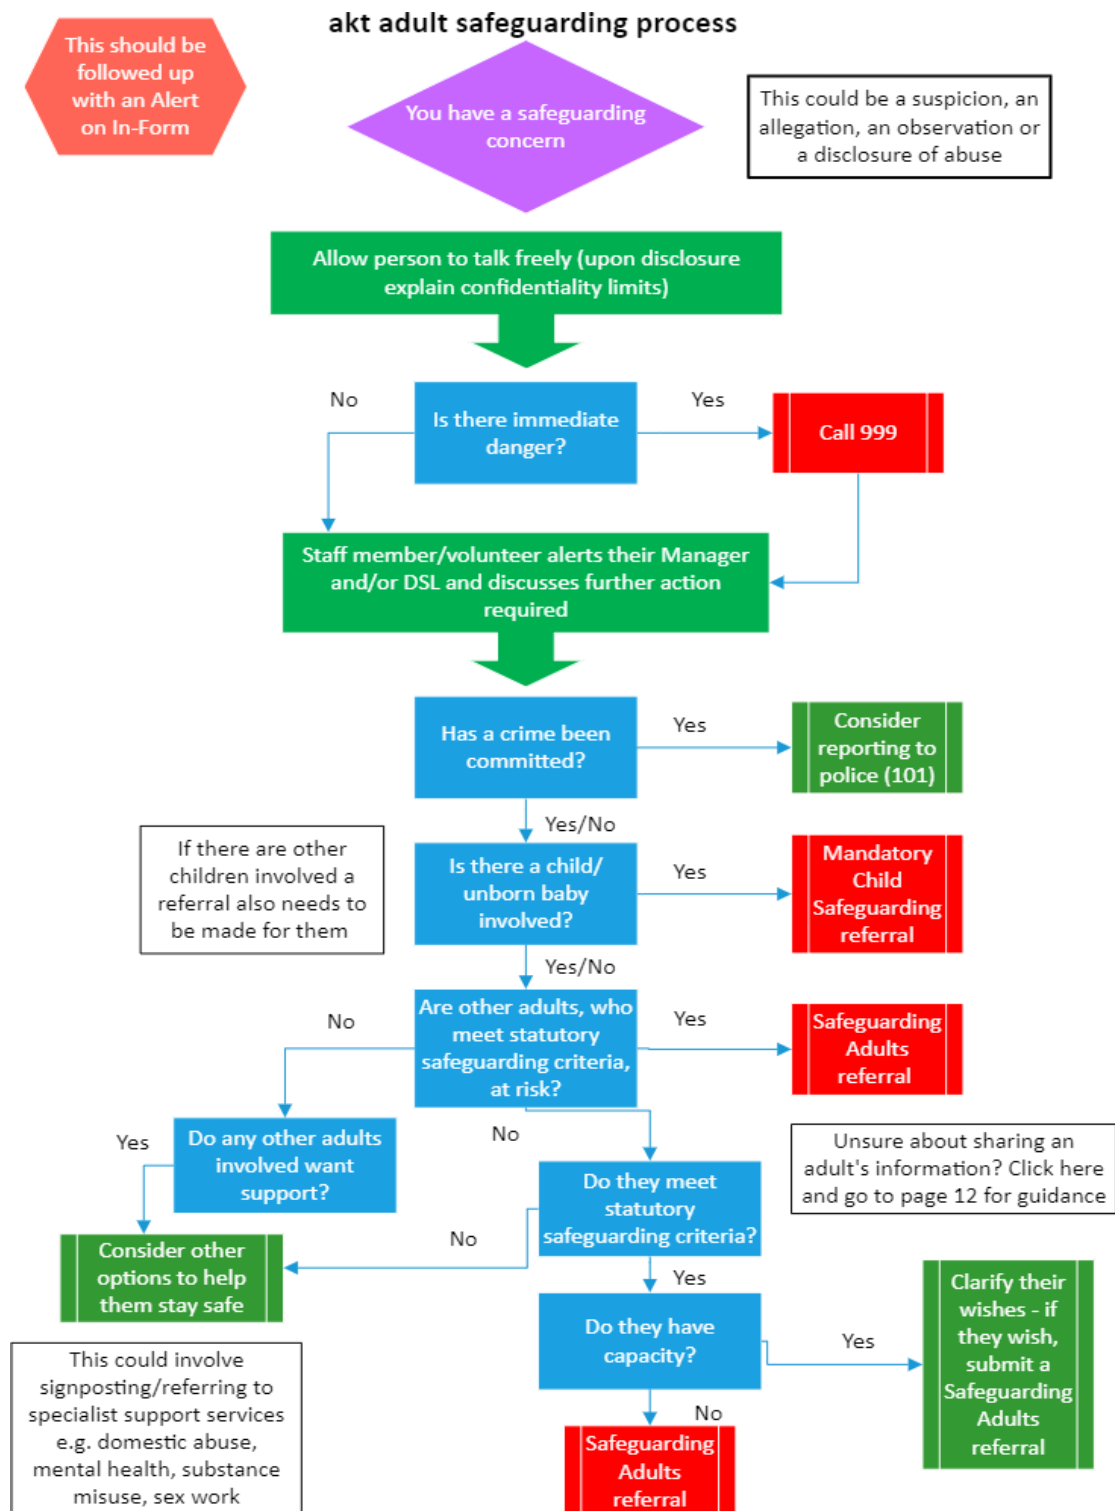 akt adult safeguarding process
This should be
followed up
with an Alert
on In-Form
You have a safeguarding
concern
This could be a suspicion, an
allegation, an observation or
a disclosure of abuse
Allow person to talk freely (upon disclosure
explain confidentiality limits)
No
Is there immediate
danger?
Yes
Call 999
Staff member/volunteer alerts their Manager
and/or DSL and discusses further action
required
Has a crime been
committed?
Yes
Consider
reporting to
police (101)
Yes/No
If there are other
children involved a
referral also needs to
be made for them
Is there a child/
unborn baby
involved?
Yes
Mandatory
Child
Safeguarding
referral
Yes/No
No
Are other adults, who
meet statutory
safeguarding criteria,
at risk?
Yes
Safeguarding
Adults
referral
Yes
Do any other adults
involved want
support?
No
Unsure about sharing an
adult's information? Click here
and go to page 12 for guidance
Do they meet
statutory
safeguarding criteria?
No
Consider other
options to help
them stay safe
Yes
Clarify their
wishes - if
they wish,
submit a
Safeguarding
Adults
referral
Do they have
capacity?
Yes
This could involve
signposting/referring to
specialist support services
e.g. domestic abuse,
mental health, substance
misuse, sex work
No
Safeguarding
Adults
referral